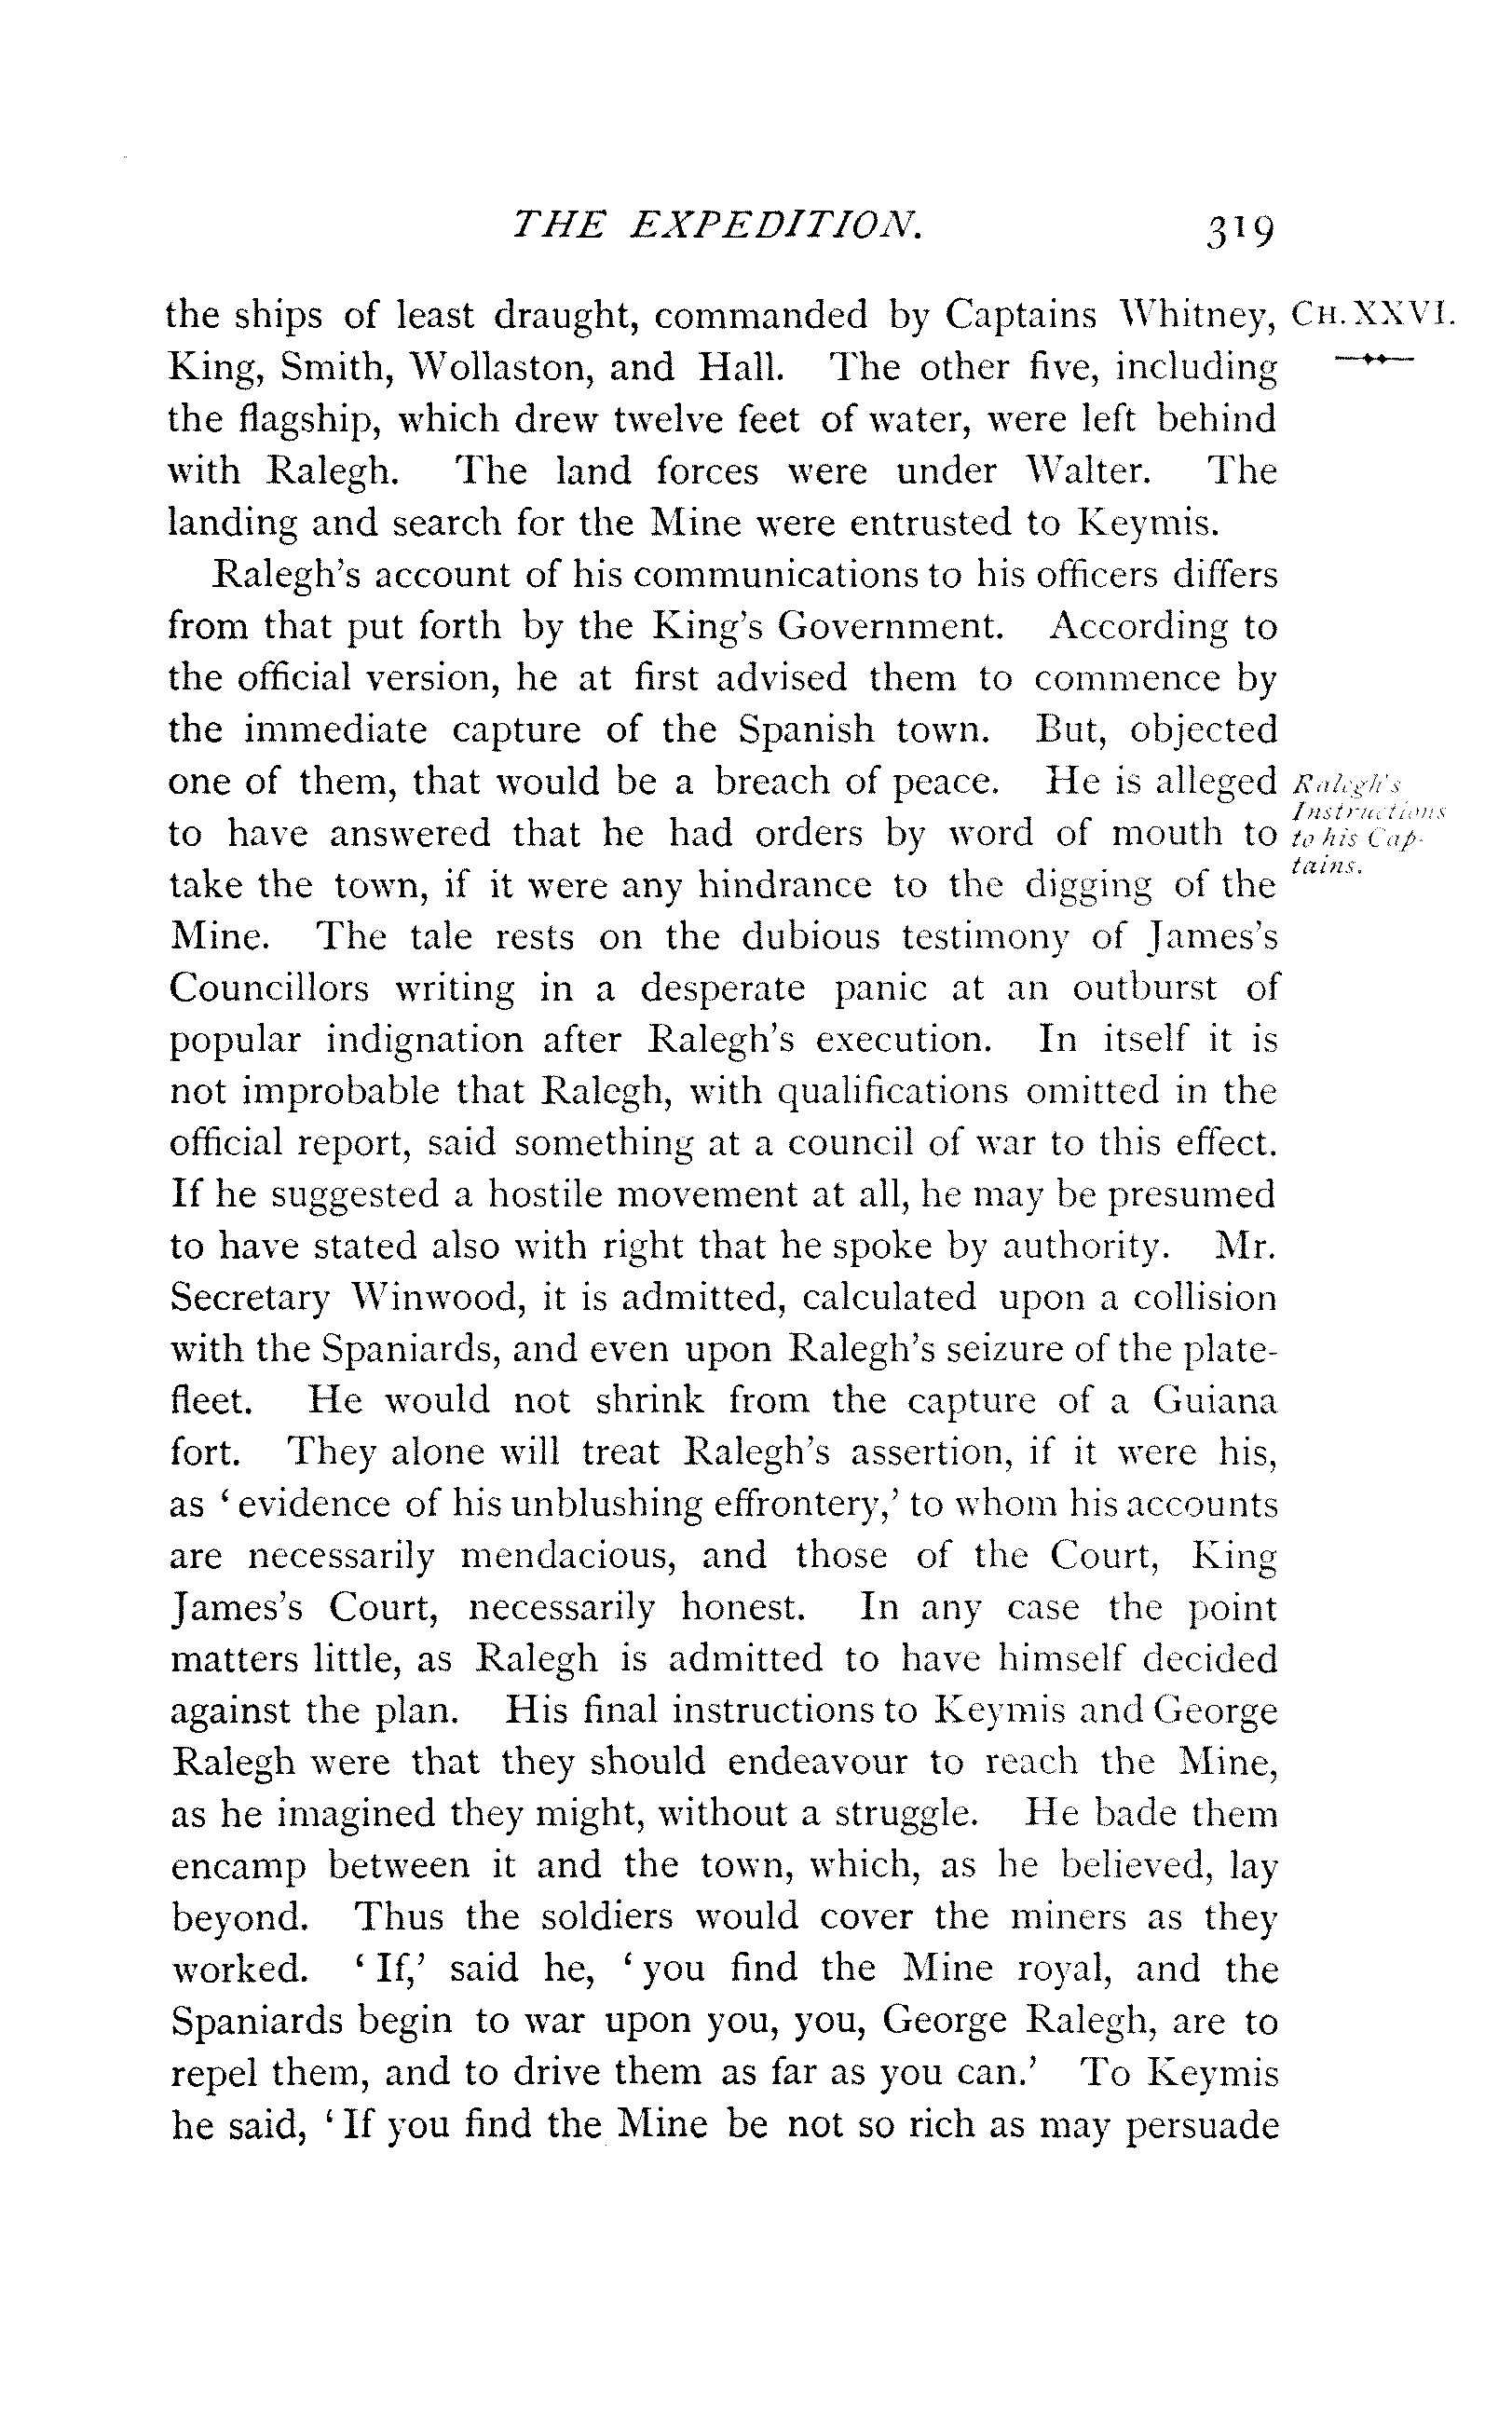 THE EXPEDITION. 319
the ships of least draught, commanded by Captains Whitney, CH. XXVI.
King, Smith, Wollaston, and Hall. The other five, including
the flagship, which drew twelve feet of water, were left behind
with Ralegh. The land forces were under Walter. The
landing and search for the Mine were entrusted to Keymis.
Ralegh's account of his communications to his officers differs
from that put forth by the King's Government. According to
the official version, he at first advised them to commence by
the immediate capture of the Spanish town. But, objected
one of them, that would be a breach of peace. He is alleged
to have answered that he had orders by word of mouth to
take the town, if it were any hindrance to the digging of the
Ralegh's
Instructions
to his Cap-
tains.
Mine. The tale rests on the dubious testimony of James's
Councillors writing in a desperate panic at an outburst of
popular indignation after Ralegh's execution. In itself it is
not improbable that Ralegh, with qualifications omitted in the
official report, said something at a council of war to this effect.
If he suggested a hostile movement at all, he may be presumed
to have stated also with right that he spoke by authority. Mr.
Secretary Winwood, it is admitted, calculated upon a collision
with the Spaniards, and even upon Ralegh's seizure of the plate-
fleet. He would not shrink from the capture of a Guiana
fort. They alone will treat Ralegh's assertion, if it were his,
as ‘evidence of his unblushing effrontery,’ to whom his accounts
are necessarily mendacious, and those of the Court, King
James's Court, necessarily honest. In any case the point
matters little, as Ralegh is admitted to have himself decided
against the plan. His final instructions to Keymis and George
Ralegh were that they should endeavour to reach the Mine,
as he imagined they might, without a struggle. He bade them
encamp between it and the town, which, as he believed, lay
beyond. Thus the soldiers would cover the miners as they
worked. ‘If,’ said he, ‘you find the Mine royal, and the
Spaniards begin to war upon you, you, George Ralegh, are to
repel them, and to drive them as far as you can.’ To Keymis
he said, ‘If you find the Mine be not so rich as may persuade